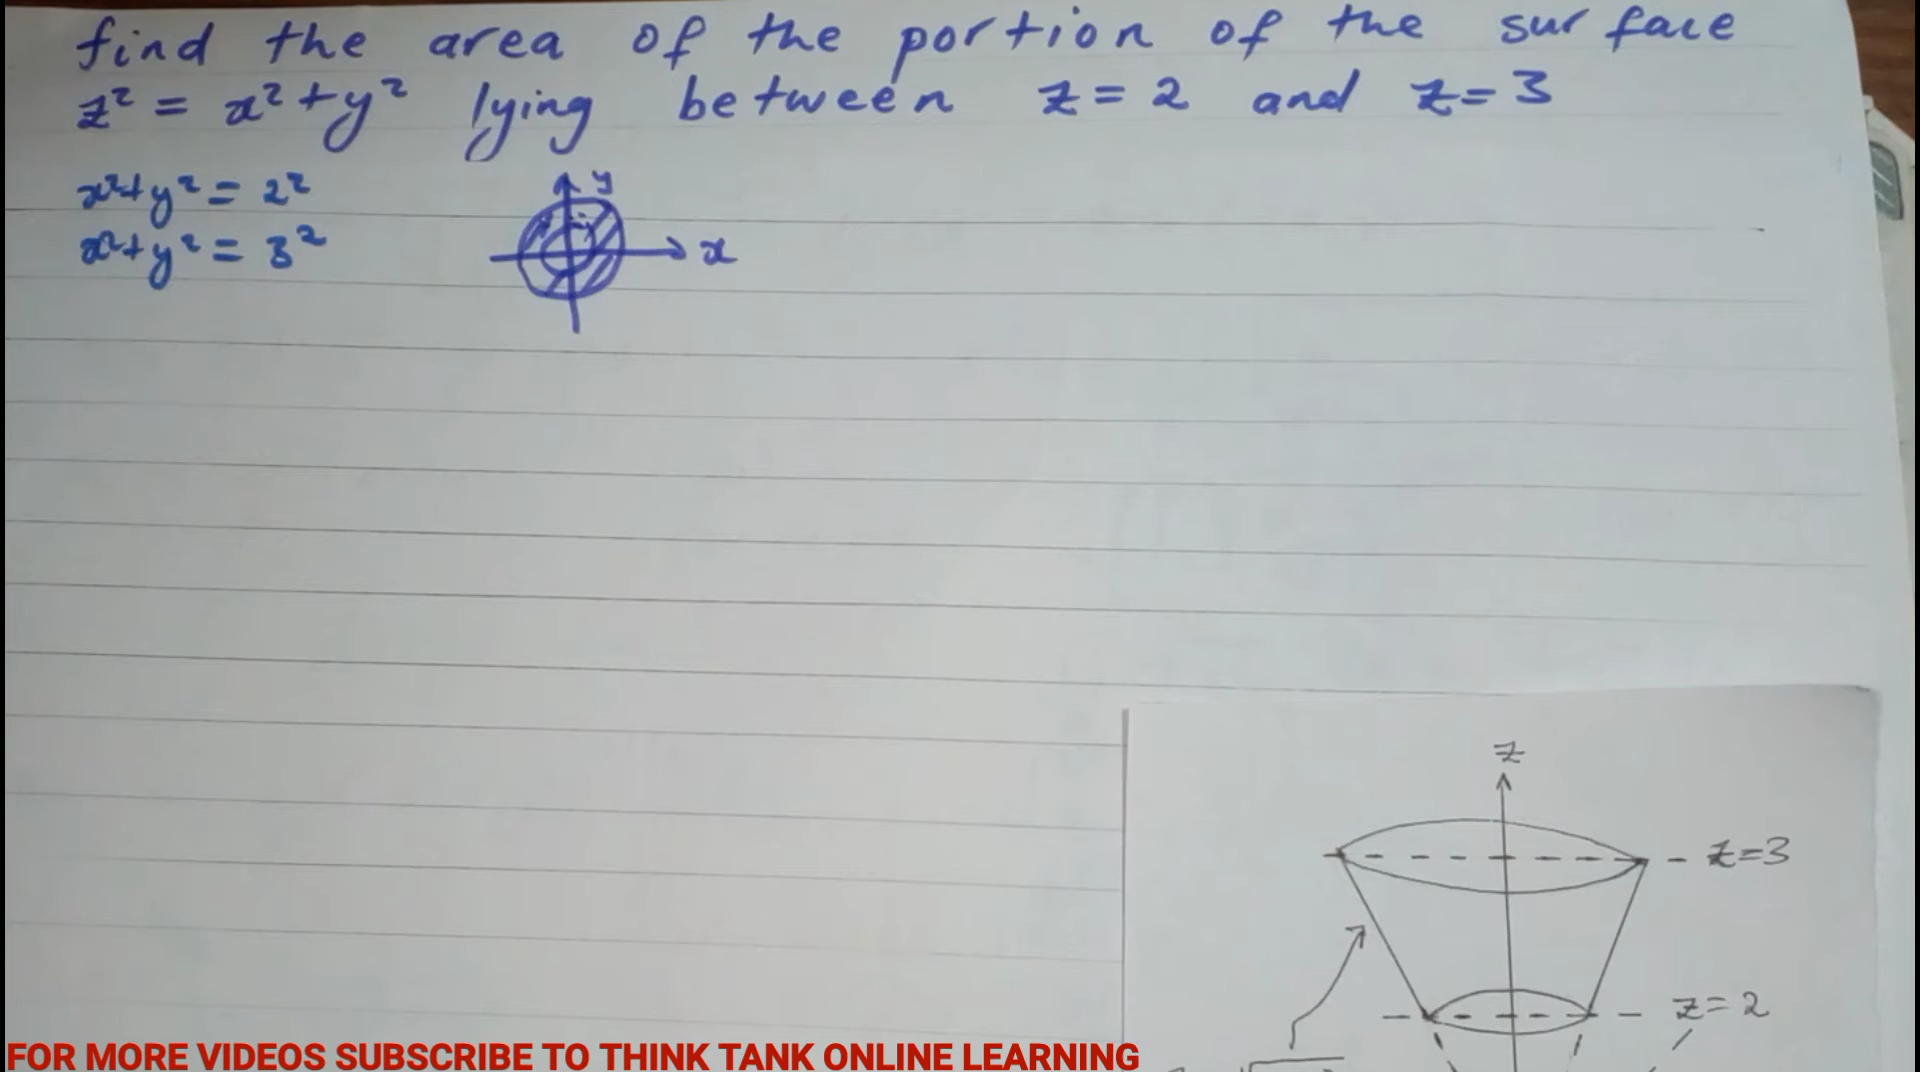 find the area of the portion of the surface
z² = x² + y² lying between z = 2 and z = 3
x² + y² = 2²
x² + y² = 3²
y
x
z
z=3
z=2
FOR MORE VIDEOS SUBSCRIBE TO THINK TANK ONLINE LEARNING